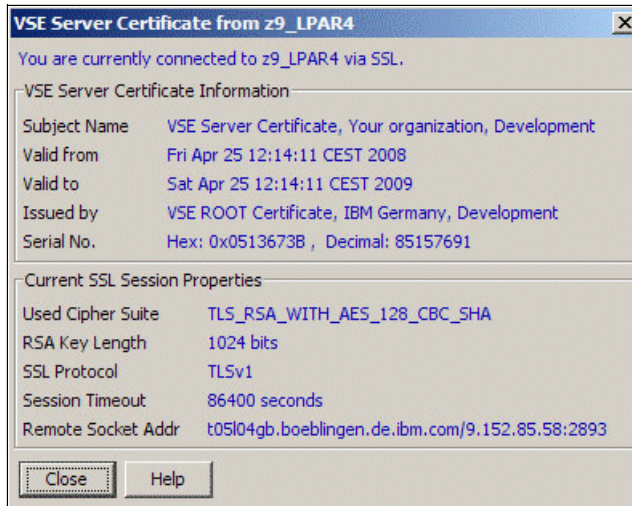 VSE Server Certificate from z9_LPAR4
You are currently connected to z9_LPAR4 via SSL.
VSE Server Certificate Information
Subject Name VSE Server Certificate, Your organization, Development
Valid from Fri Apr 25 12:14:11 CEST 2008
Valid to Sat Apr 25 12:14:11 CEST 2009
Issued by VSE ROOT Certificate, IBM Germany, Development
Serial No. Hex: 0x0513673B , Decimal: 85157691
Current SSL Session Properties
Used Cipher Suite TLS_RSA_WITH_AES_128_CBC_SHA
RSA Key Length 1024 bits
SSL Protocol TLSv1
Session Timeout 86400 seconds
Remote Socket Addr t05l04gb.boeblingen.de.ibm.com/9.152.85.58:2893
Close Help